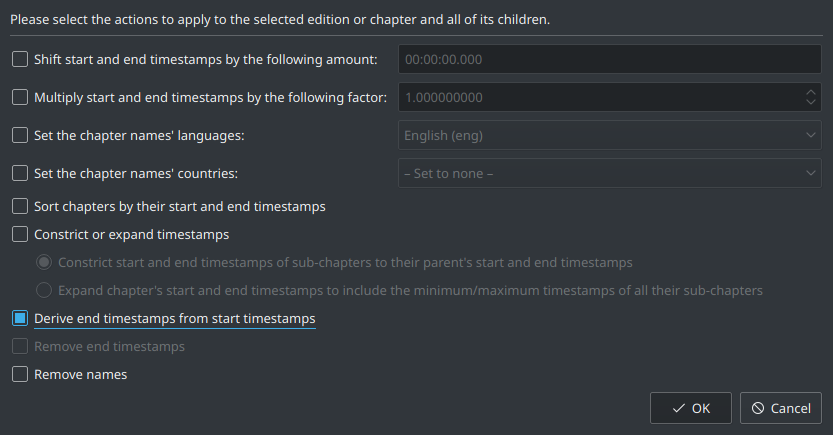 Please select the actions to apply to the selected edition or chapter and all of its children.
Shift start and end timestamps by the following amount: 00:00:00.000
Multiply start and end timestamps by the following factor: 1.000000000
Set the chapter names' languages: English (eng)
Set the chapter names' countries: – Set to none –
Sort chapters by their start and end timestamps
Constrict or expand timestamps
Constrict start and end timestamps of sub-chapters to their parent's start and end timestamps
Expand chapter's start and end timestamps to include the minimum/maximum timestamps of all their sub-chapters
Derive end timestamps from start timestamps
Remove end timestamps
Remove names
OK Cancel